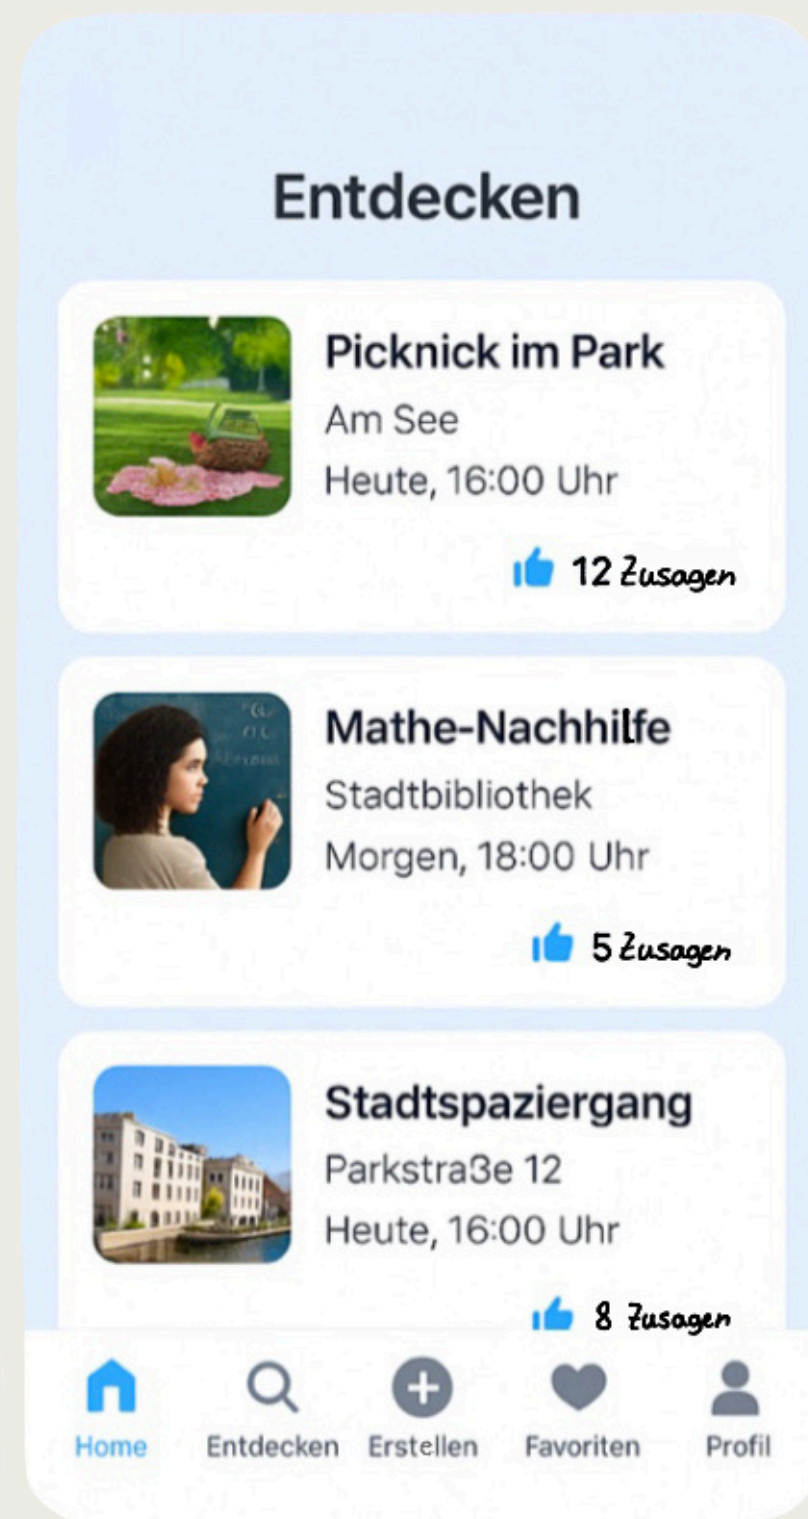 Entdecken
Picknick im Park
Am See
Heute, 16:00 Uhr
12 Zusagen
Mathe-Nachhilfe
Stadtbibliothek
Morgen, 18:00 Uhr
5 Zusagen
Stadtspaziergang
Parkstraße 12
Heute, 16:00 Uhr
8 Zusagen
Home Entdecken Erstellen Favoriten Profil